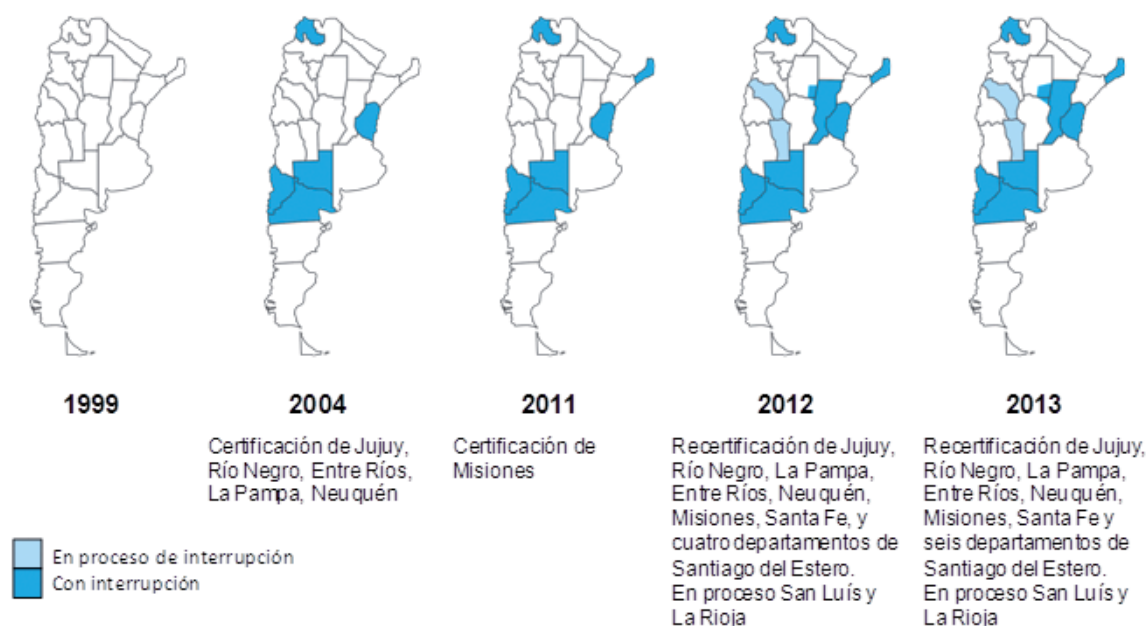 1999
2004
Certificación de Jujuy,
Río Negro, Entre Ríos,
La Pampa, Neuquén
2011
Certificación de
Misiones
2012
Recertificación de Jujuy,
Río Negro, La Pampa,
Entre Ríos, Neuquén,
Misiones, Santa Fe, y
cuatro departamentos de
Santiago del Estero.
En proceso San Luís y
La Rioja
2013
Recertificación de Jujuy,
Río Negro, La Pampa,
Entre Ríos, Neuquén,
Misiones, Santa Fe y
seis departamentos de
Santiago del Estero.
En proceso San Luís y
La Rioja
En proceso de interrupción
Con interrupción